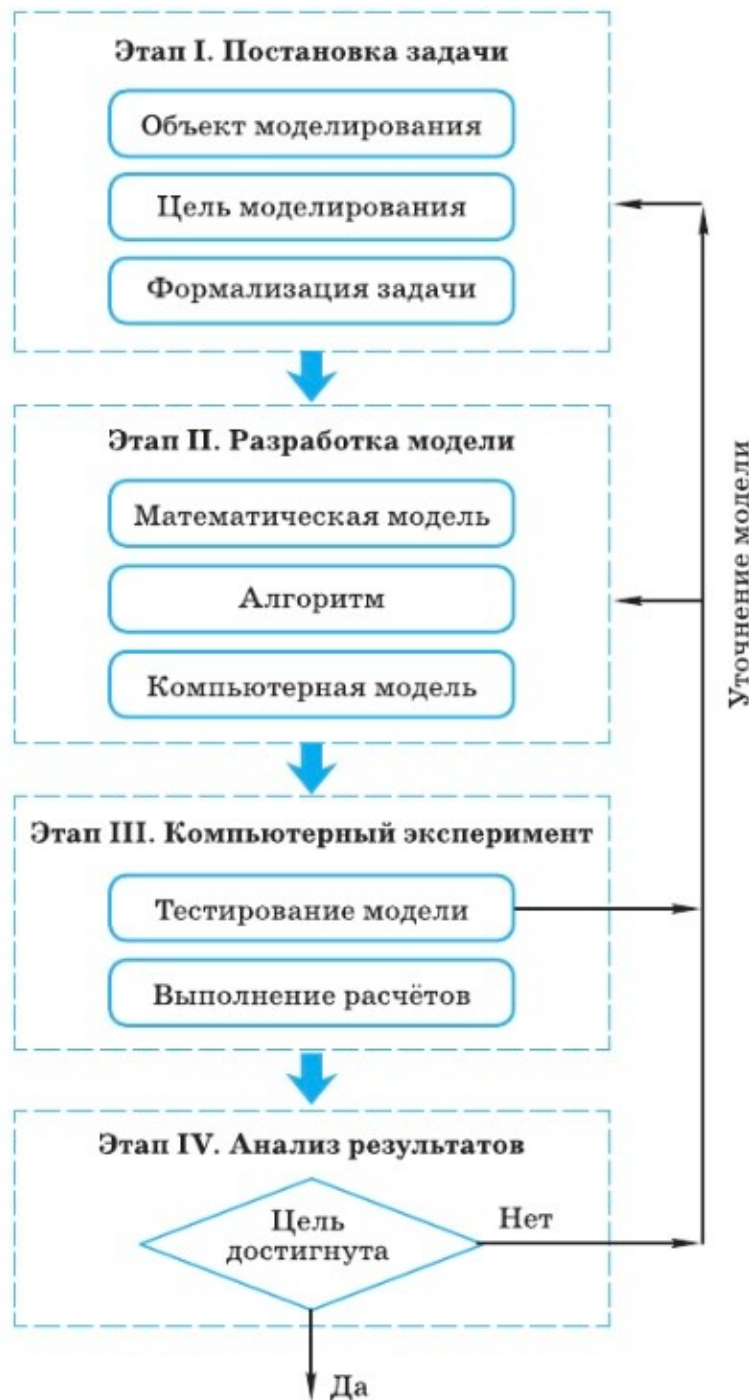 Этап I. Постановка задачи
Объект моделирования
Цель моделирования
Формализация задачи
Этап II. Разработка модели
Математическая модель
Алгоритм
Компьютерная модель
Уточнение модели
Этап III. Компьютерный эксперимент
Тестирование модели
Выполнение расчётов
Этап IV. Анализ результатов
Цель
достигнута
Нет
Да